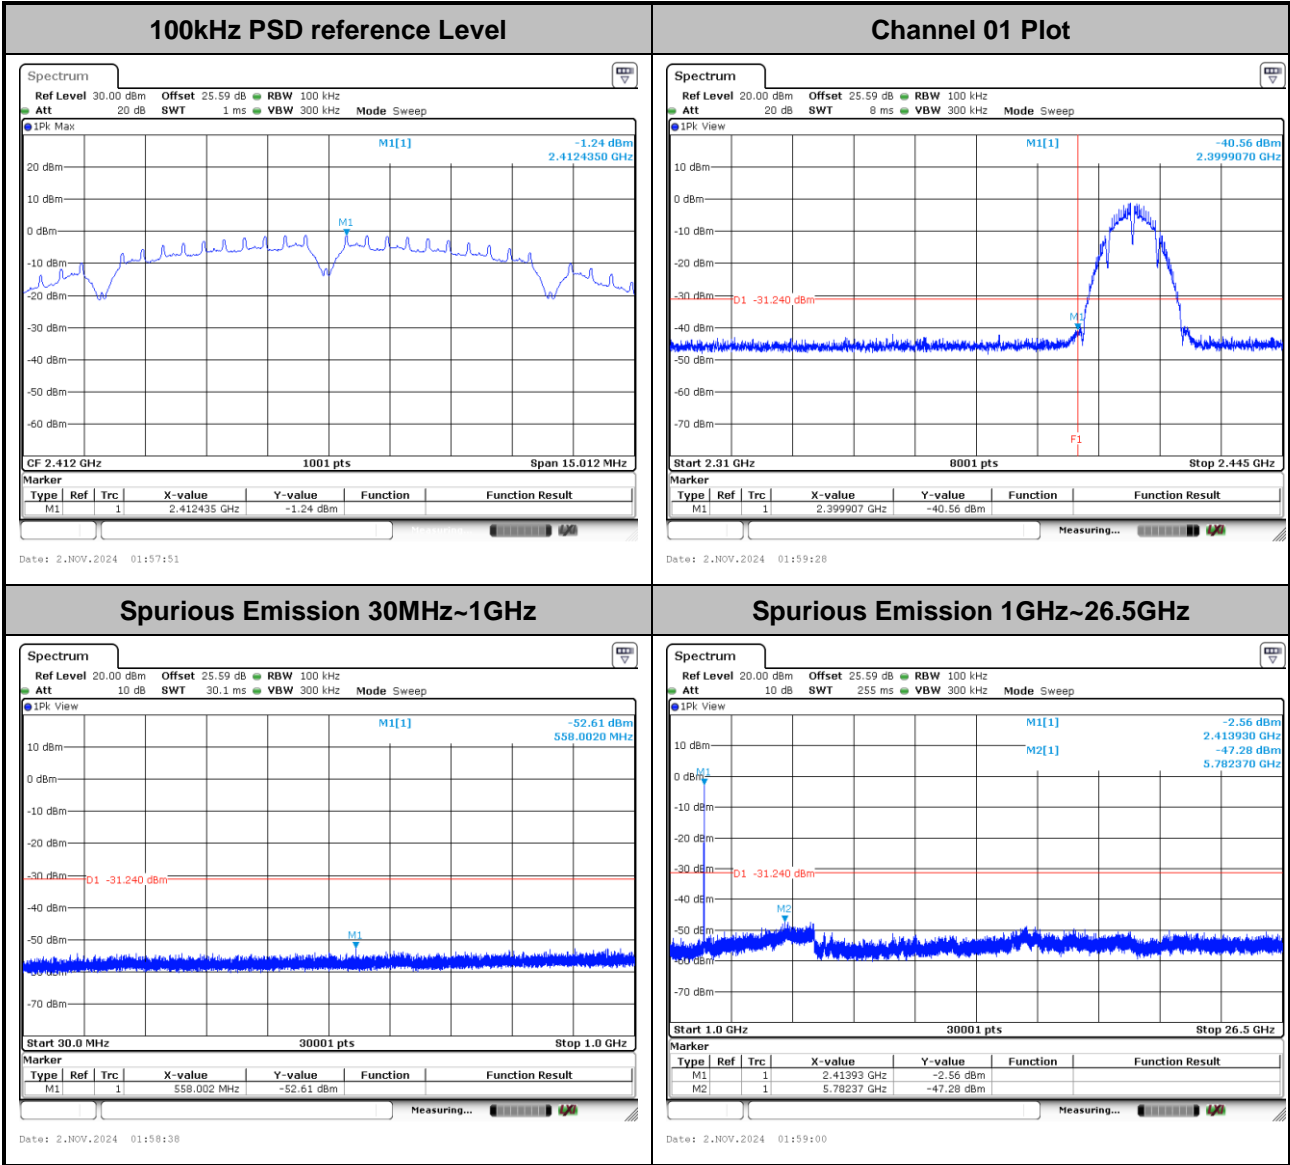 100kHz PSD reference Level
Channel 01 Plot
Spectrum
Ref Level 30.00 dBm Offset 25.59 dB RBW 100 kHz
Att 20 dB SWT 1 ms VBW 300 kHz Mode Sweep
1Pk Max
M1[1] -1.24 dBm
2.4124350 GHz
20 dBm
10 dBm
M1
0 dBm
-10 dBm
-20 dBm
-30 dBm
-40 dBm
-50 dBm
-60 dBm
CF 2.412 GHz 1001 pts Span 15.012 MHz
Marker
Type Ref Trc X-value Y-value Function Function Result
M1 1 2.412435 GHz -1.24 dBm
Date: 2.NOV.2024 01:57:51
Spectrum
Ref Level 20.00 dBm Offset 25.59 dB RBW 100 kHz
Att 20 dB SWT 8 ms VBW 300 kHz Mode Sweep
1Pk View
M1[1] -40.56 dBm
2.3999070 GHz
10 dBm
0 dBm
-10 dBm
-20 dBm
-30 dBm
D1 -31.240 dBm
M1
-40 dBm
-50 dBm
-60 dBm
-70 dBm
F1
Start 2.31 GHz 8001 pts Stop 2.445 GHz
Marker
Type Ref Trc X-value Y-value Function Function Result
M1 1 2.399907 GHz -40.56 dBm
Measuring...
Date: 2.NOV.2024 01:59:28
Spurious Emission 30MHz~1GHz
Spurious Emission 1GHz~26.5GHz
Spectrum
Ref Level 20.00 dBm Offset 25.59 dB RBW 100 kHz
Att 10 dB SWT 30.1 ms VBW 300 kHz Mode Sweep
1Pk View
M1[1] -52.61 dBm
558.0020 MHz
10 dBm
0 dBm
-10 dBm
-20 dBm
-30 dBm
D1 -31.240 dBm
-40 dBm
M1
-50 dBm
-60 dBm
-70 dBm
Start 30.0 MHz 30001 pts Stop 1.0 GHz
Marker
Type Ref Trc X-value Y-value Function Function Result
M1 1 558.002 MHz -52.61 dBm
Measuring...
Date: 2.NOV.2024 01:58:38
Spectrum
Ref Level 20.00 dBm Offset 25.59 dB RBW 100 kHz
Att 10 dB SWT 255 ms VBW 300 kHz Mode Sweep
1Pk View
M1[1] -2.56 dBm
2.413930 GHz
M2[1] -47.28 dBm
5.782370 GHz
10 dBm
M1
0 dBm
-10 dBm
-20 dBm
-30 dBm
D1 -31.240 dBm
-40 dBm
M2
-50 dBm
-60 dBm
-70 dBm
Start 1.0 GHz 30001 pts Stop 26.5 GHz
Marker
Type Ref Trc X-value Y-value Function Function Result
M1 1 2.41393 GHz -2.56 dBm
M2 1 5.78237 GHz -47.28 dBm
Measuring...
Date: 2.NOV.2024 01:59:00